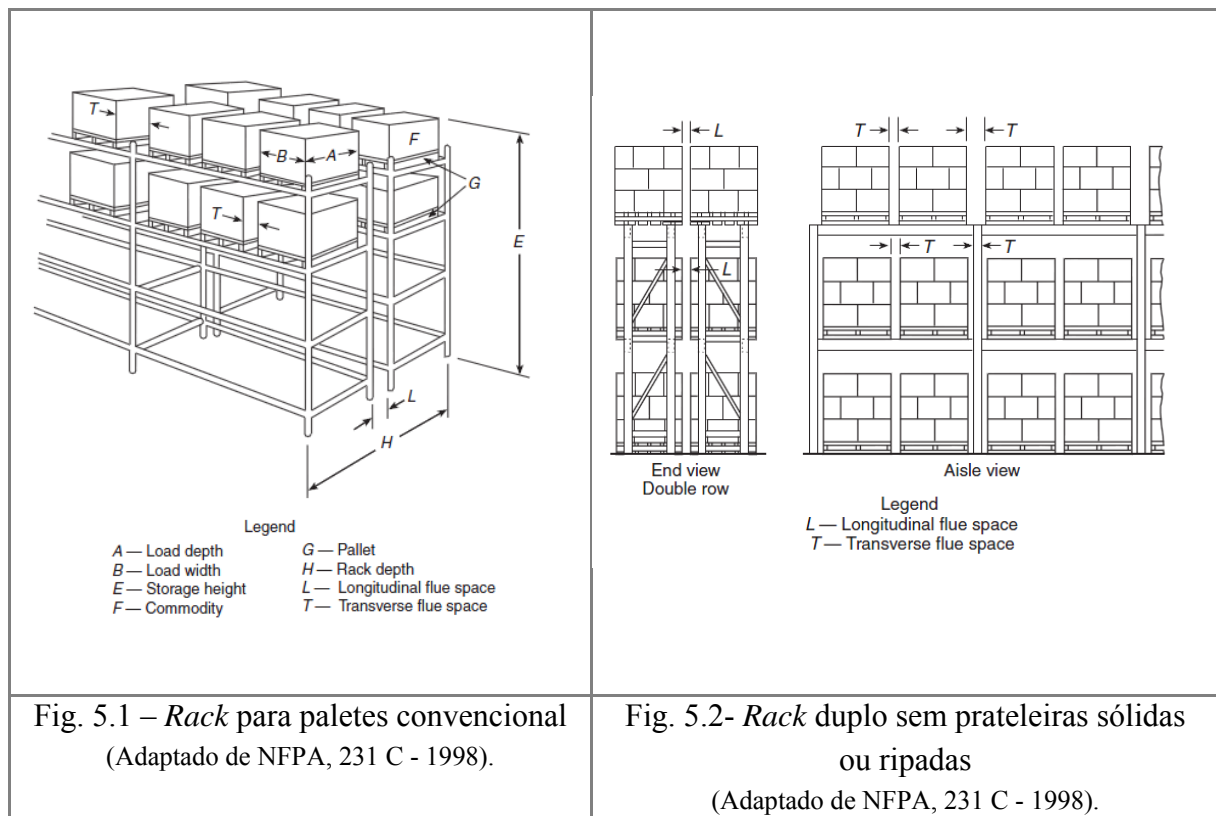 T
B
A
F
G
T
E
L
H
Legend
A — Load depth
B — Load width
E — Storage height
F — Commodity
G — Pallet
H — Rack depth
L — Longitudinal flue space
T — Transverse flue space
Fig. 5.1 – Rack para paletes convencional
(Adaptado de NFPA, 231 C - 1998).
L
T
T
L
T
T
End view
Double row
Aisle view
Legend
L — Longitudinal flue space
T — Transverse flue space
Fig. 5.2- Rack duplo sem prateleiras sólidas
ou ripadas
(Adaptado de NFPA, 231 C - 1998).